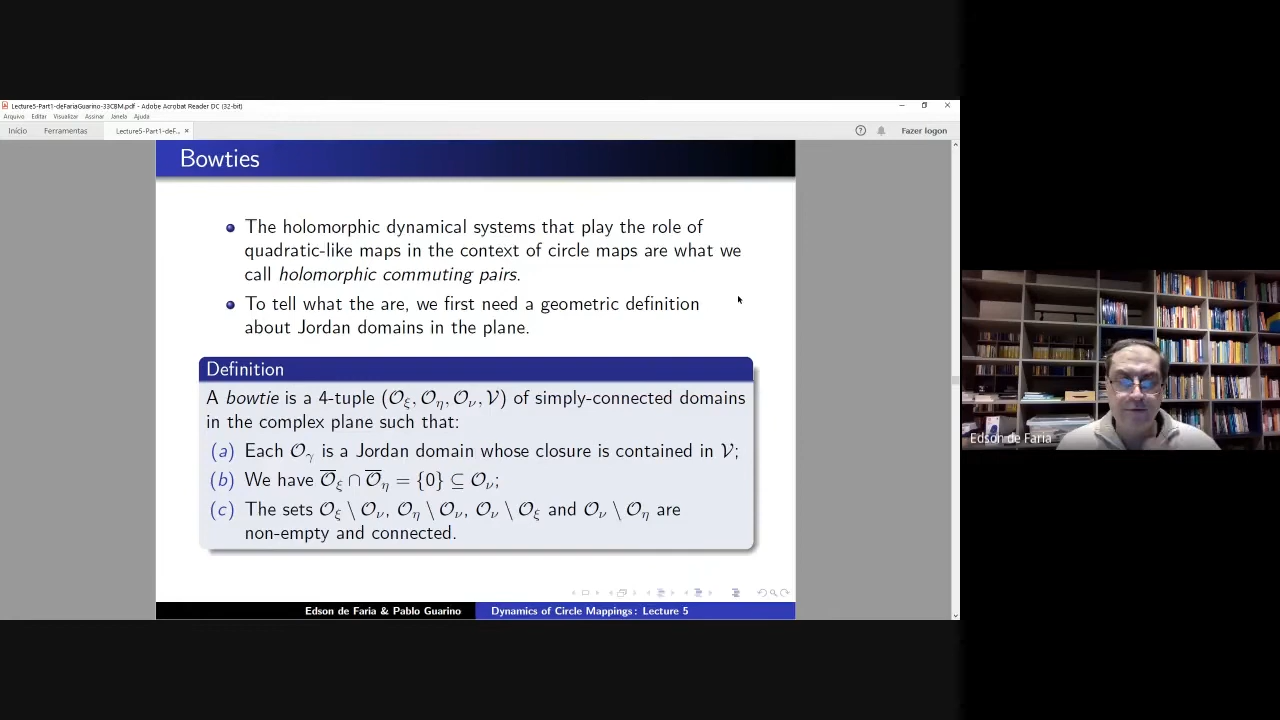 Lecture5-Part1-deFariaGuarino-33CBM.pdf - Adobe Acrobat Reader DC (32-bit)
Arquivo Editar Visualizar Assinar Janela Ajuda
Início Ferramentas Lecture5-Part1-deF... × Fazer logon
Bowties
The holomorphic dynamical systems that play the role of
quadratic-like maps in the context of circle maps are what we
call holomorphic commuting pairs.
To tell what the are, we first need a geometric definition
about Jordan domains in the plane.
Definition
A bowtie is a 4-tuple (𝒪_ξ, 𝒪_η, 𝒪_ν, 𝒱) of simply-connected domains
in the complex plane such that:
(a) Each 𝒪_γ is a Jordan domain whose closure is contained in 𝒱;
(b) We have 𝒪̅_ξ ∩ 𝒪̅_η = {0} ⊆ 𝒪_ν;
(c) The sets 𝒪_ξ \ 𝒪_ν, 𝒪_η \ 𝒪_ν, 𝒪_ν \ 𝒪_ξ and 𝒪_ν \ 𝒪_η are
non-empty and connected.
Edson de Faria & Pablo Guarino Dynamics of Circle Mappings: Lecture 5
Edson de Faria